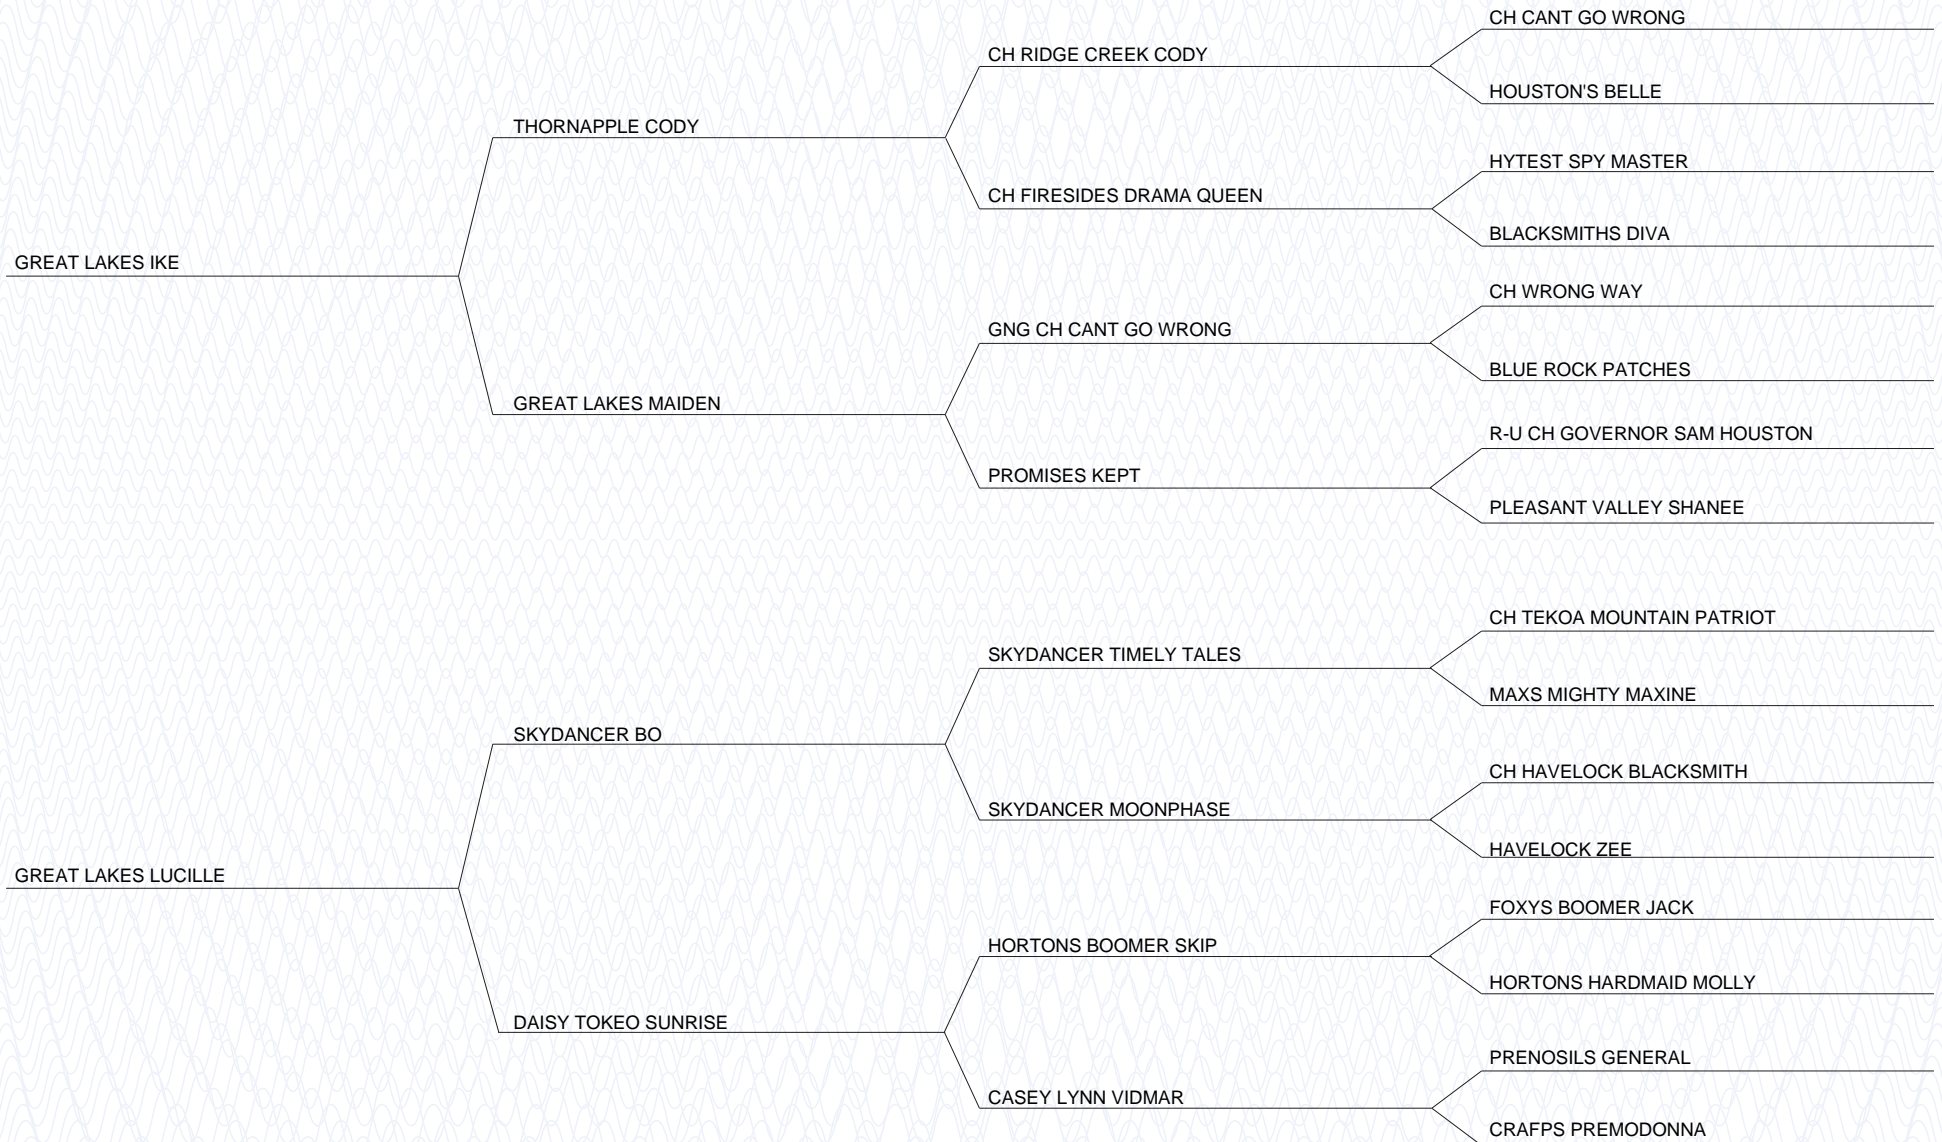 CH CANT GO WRONG
CH RIDGE CREEK CODY
HOUSTON'S BELLE
THORNAPPLE CODY
HYTEST SPY MASTER
CH FIRESIDES DRAMA QUEEN
BLACKSMITHS DIVA
GREAT LAKES IKE
CH WRONG WAY
GNG CH CANT GO WRONG
BLUE ROCK PATCHES
GREAT LAKES MAIDEN
R-U CH GOVERNOR SAM HOUSTON
PROMISES KEPT
PLEASANT VALLEY SHANEE
CH TEKOA MOUNTAIN PATRIOT
SKYDANCER TIMELY TALES
MAXS MIGHTY MAXINE
SKYDANCER BO
CH HAVELOCK BLACKSMITH
SKYDANCER MOONPHASE
HAVELOCK ZEE
GREAT LAKES LUCILLE
FOXYS BOOMER JACK
HORTONS BOOMER SKIP
HORTONS HARDMAID MOLLY
DAISY TOKEO SUNRISE
PRENOSILS GENERAL
CASEY LYNN VIDMAR
CRAFPS PREMODONNA